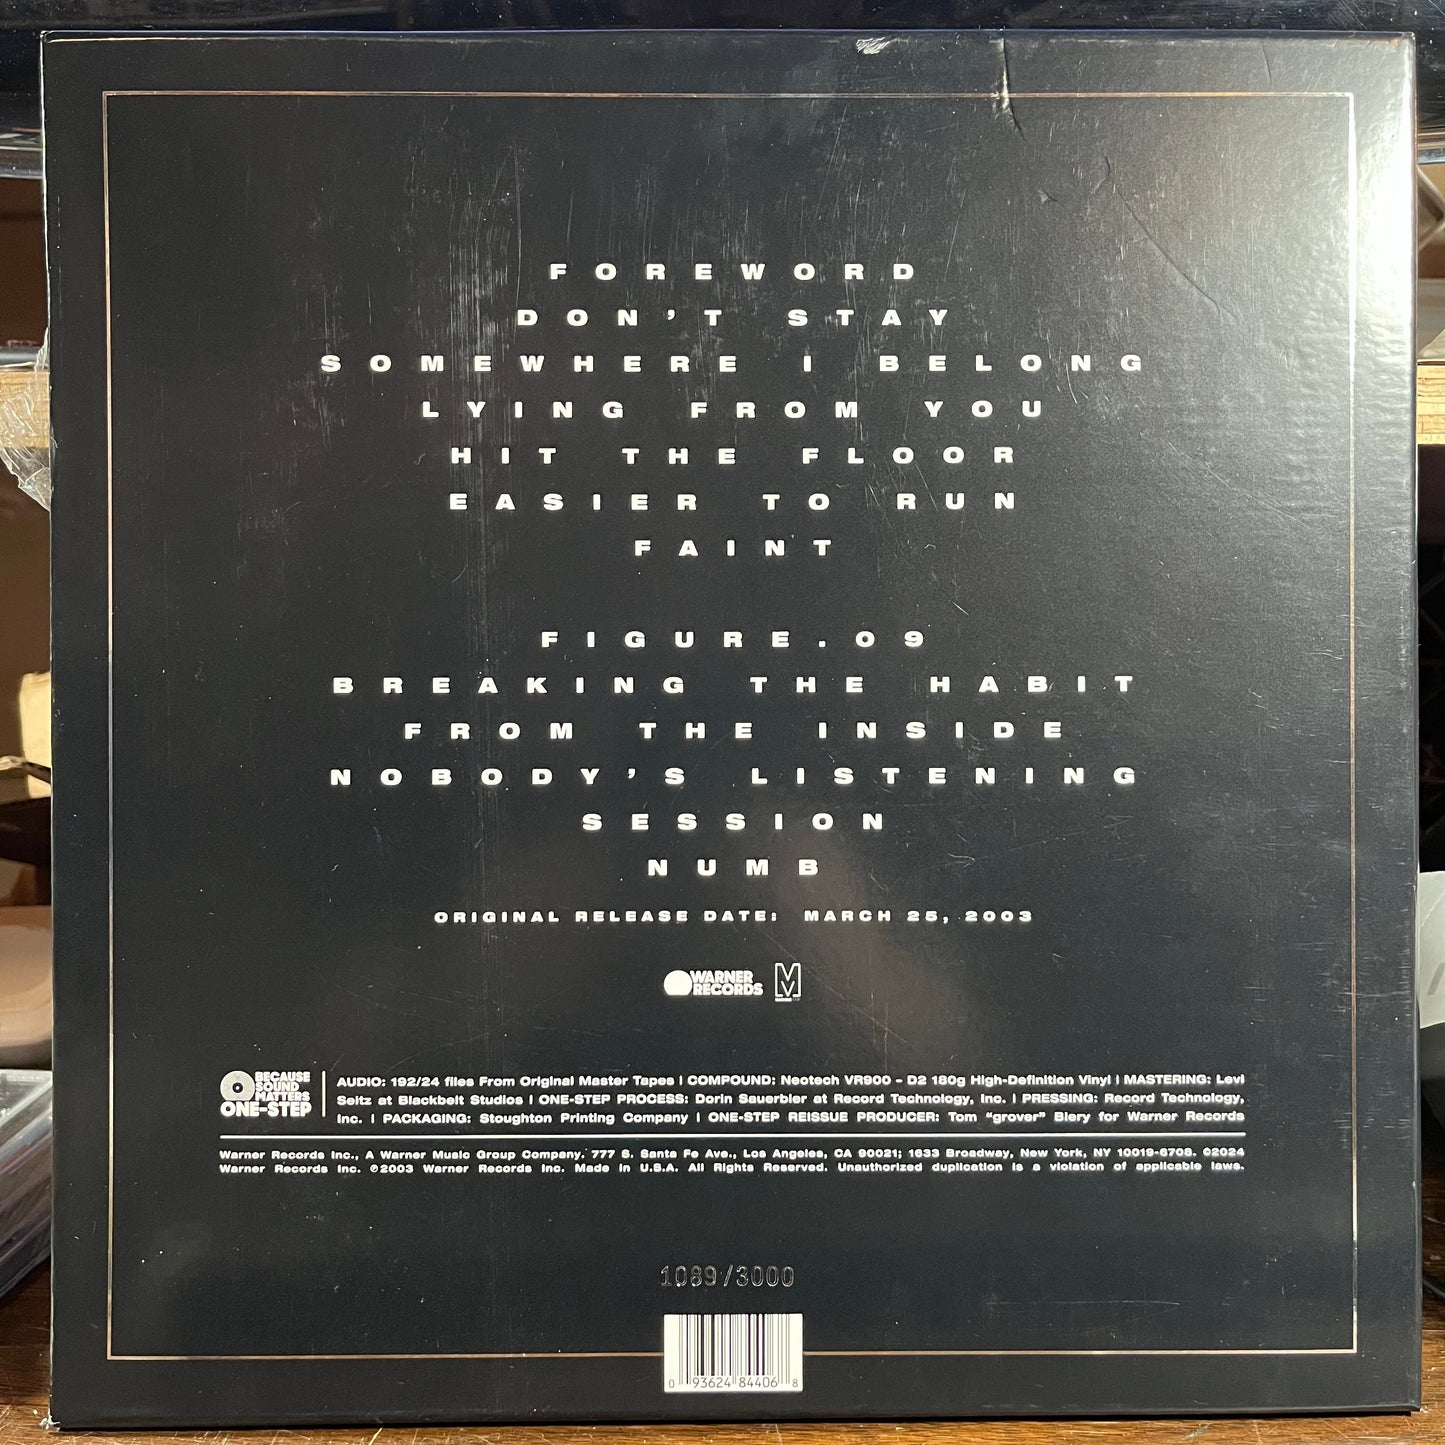 FOREWORD
DON'T STAY
SOMEWHERE I BELONG
LYING FROM YOU
HIT THE FLOOR
EASIER TO RUN
FAINT
FIGURE.09
BREAKING THE HABIT
FROM THE INSIDE
NOBODY'S LISTENING
SESSION
NUMB
ORIGINAL RELEASE DATE: MARCH 25, 2003
WARNER
RECORDS
BECAUSE
SOUND
MATTERS
ONE-STEP
AUDIO: 192/24 files From Original Master Tapes | COMPOUND: Neotech VR900 - D2 180g High-Definition Vinyl | MASTERING: Levi
Seitz at Blackbelt Studios | ONE-STEP PROCESS: Dorin Sauerbier at Record Technology, Inc. | PRESSING: Record Technology,
Inc. | PACKAGING: Stoughton Printing Company | ONE-STEP REISSUE PRODUCER: Tom "grover" Biery for Warner Records
Warner Records Inc., A Warner Music Group Company. 777 S. Santa Fe Ave., Los Angeles, CA 90021; 1633 Broadway, New York, NY 10019-6708. ©2024
Warner Records Inc. ℗2003 Warner Records Inc. Made in U.S.A. All Rights Reserved. Unauthorized duplication is a violation of applicable laws.
1089/3000
0 93624 84406 8